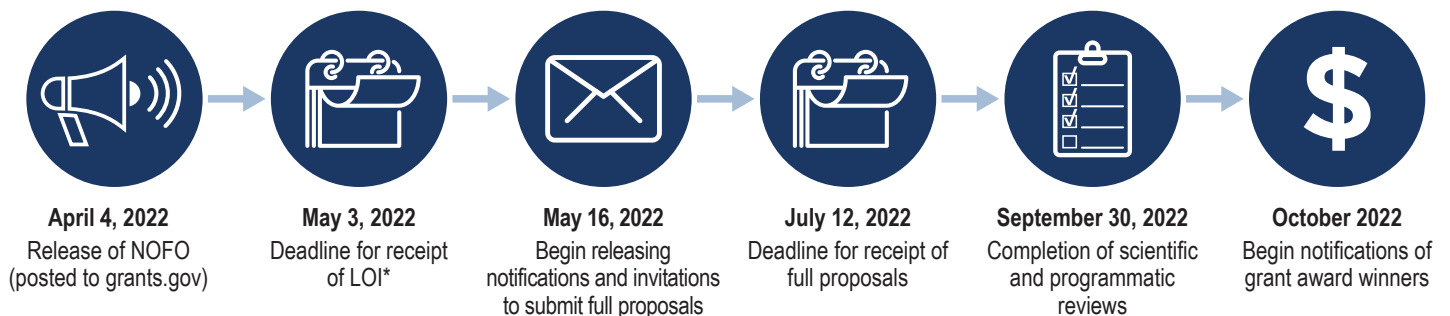 April 4, 2022
Release of NOFO
(posted to grants.gov)
May 3, 2022
Deadline for receipt
of LOI*
May 16, 2022
Begin releasing
notifications and invitations
to submit full proposals
July 12, 2022
Deadline for receipt of
full proposals
September 30, 2022
Completion of scientific
and programmatic
reviews
October 2022
Begin notifications of
grant award winners